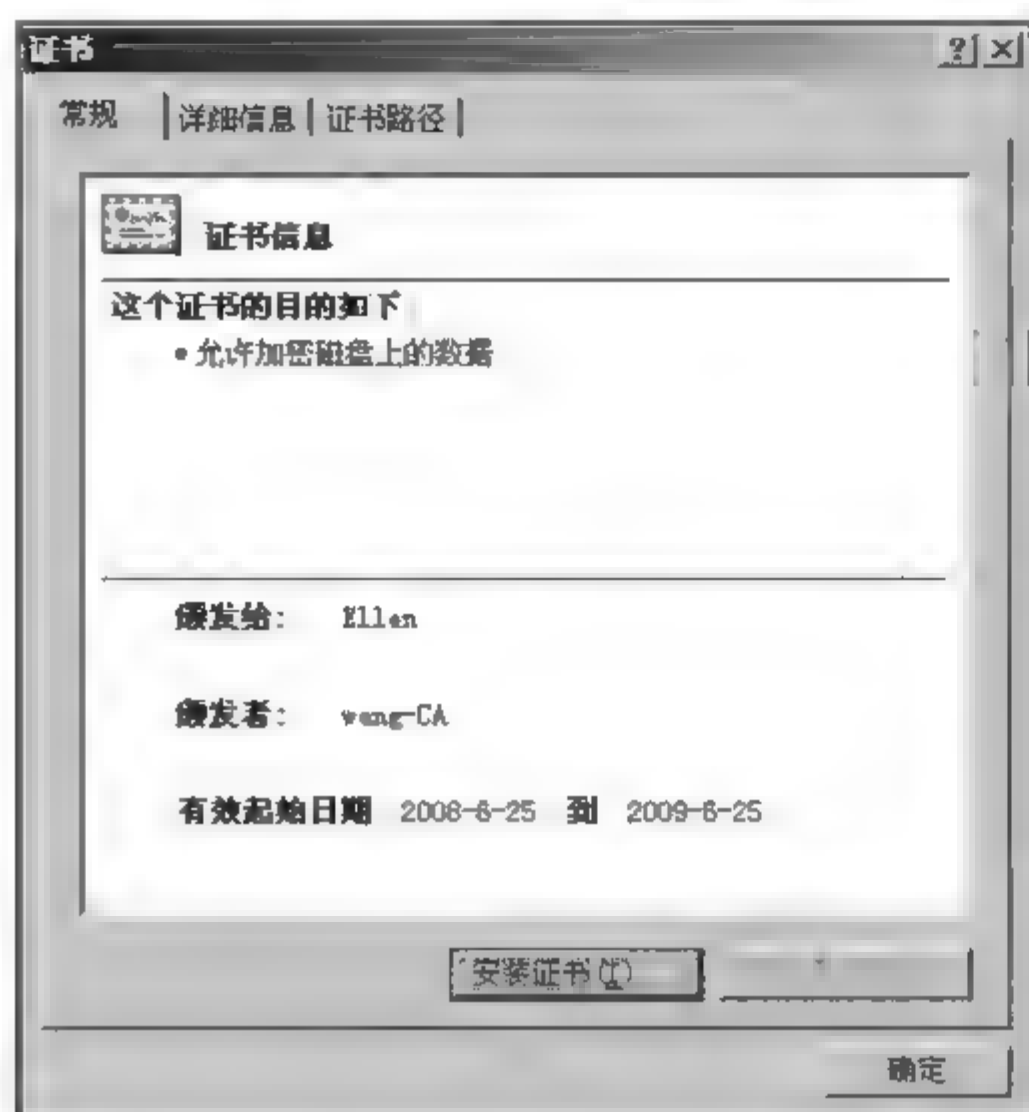 证书
常规 详细信息 证书路径
证书信息
这个证书的目的如下
• 允许加密磁盘上的数据
颁发给: Ellen
颁发者: wang-CA
有效起始日期 2008-6-25 到 2009-6-25
安装证书(I)
确定